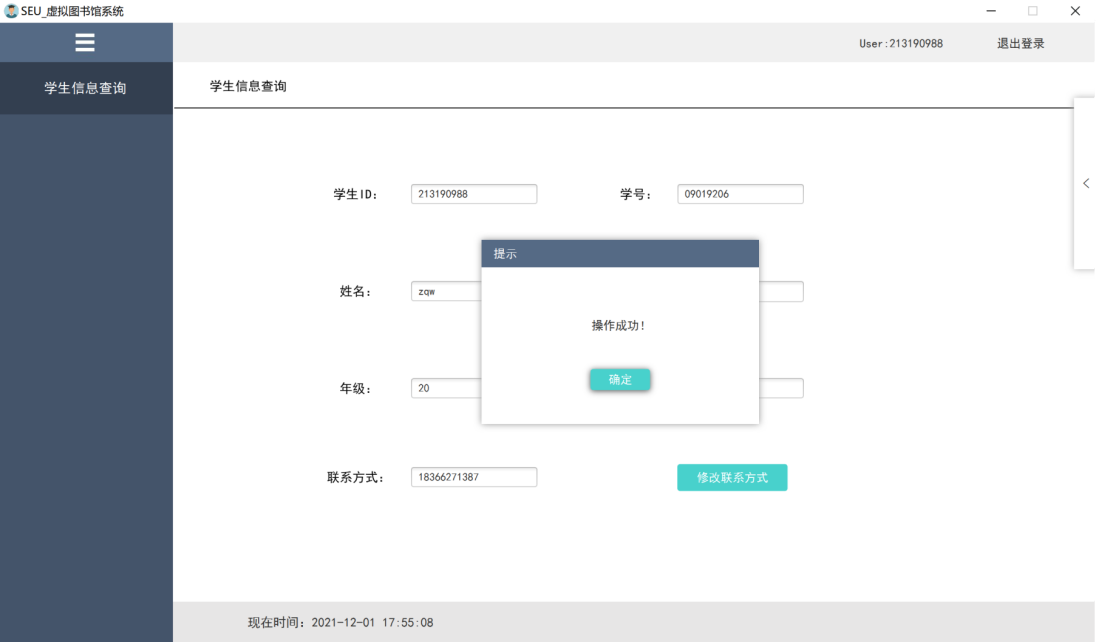 SEU_虚拟图书馆系统
User:213190988 退出登录
学生信息查询
学生信息查询
学生ID: 213190988 学号: 09019206
提示
姓名: zqw
操作成功!
确定
年级: 20
联系方式: 18366271387 修改联系方式
现在时间: 2021-12-01 17:55:08